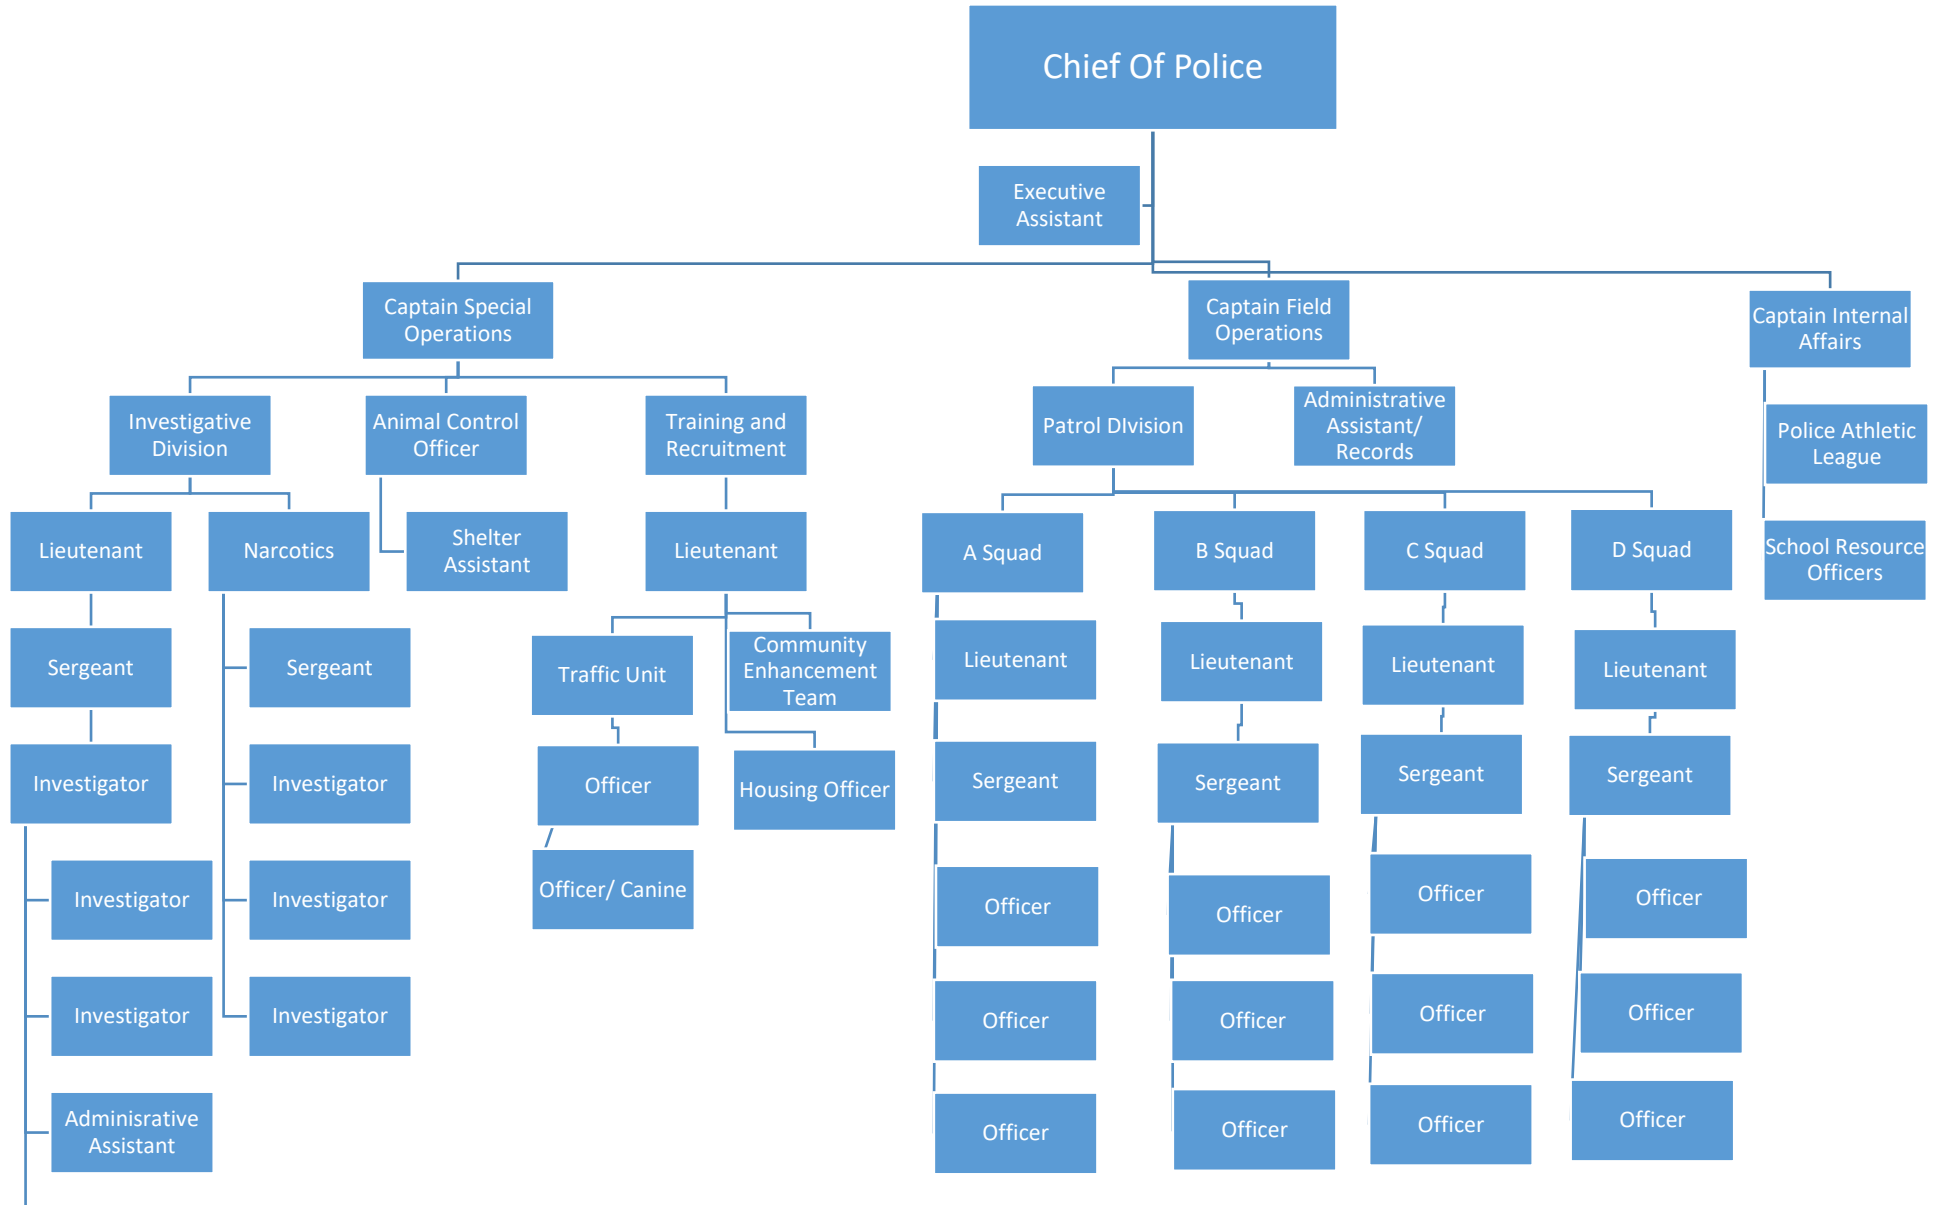 Chief Of Police
Executive
Assistant
Captain Special
Operations
Captain Field
Operations
Captain Internal
Affairs
Investigative
Division
Animal Control
Officer
Training and
Recruitment
Patrol DIvision
Administrative
Assistant/
Records
Police Athletic
League
Lieutenant
Narcotics
Shelter
Assistant
Lieutenant
A Squad
B Squad
C Squad
D Squad
School Resource
Officers
Sergeant
Sergeant
Traffic Unit
Community
Enhancement
Team
Lieutenant
Lieutenant
Lieutenant
Lieutenant
Investigator
Investigator
Officer
Housing Officer
Sergeant
Sergeant
Sergeant
Sergeant
Investigator
Investigator
Officer/ Canine
Officer
Officer
Officer
Officer
Investigator
Investigator
Officer
Officer
Officer
Officer
Adminisrative
Assistant
Officer
Officer
Officer
Officer